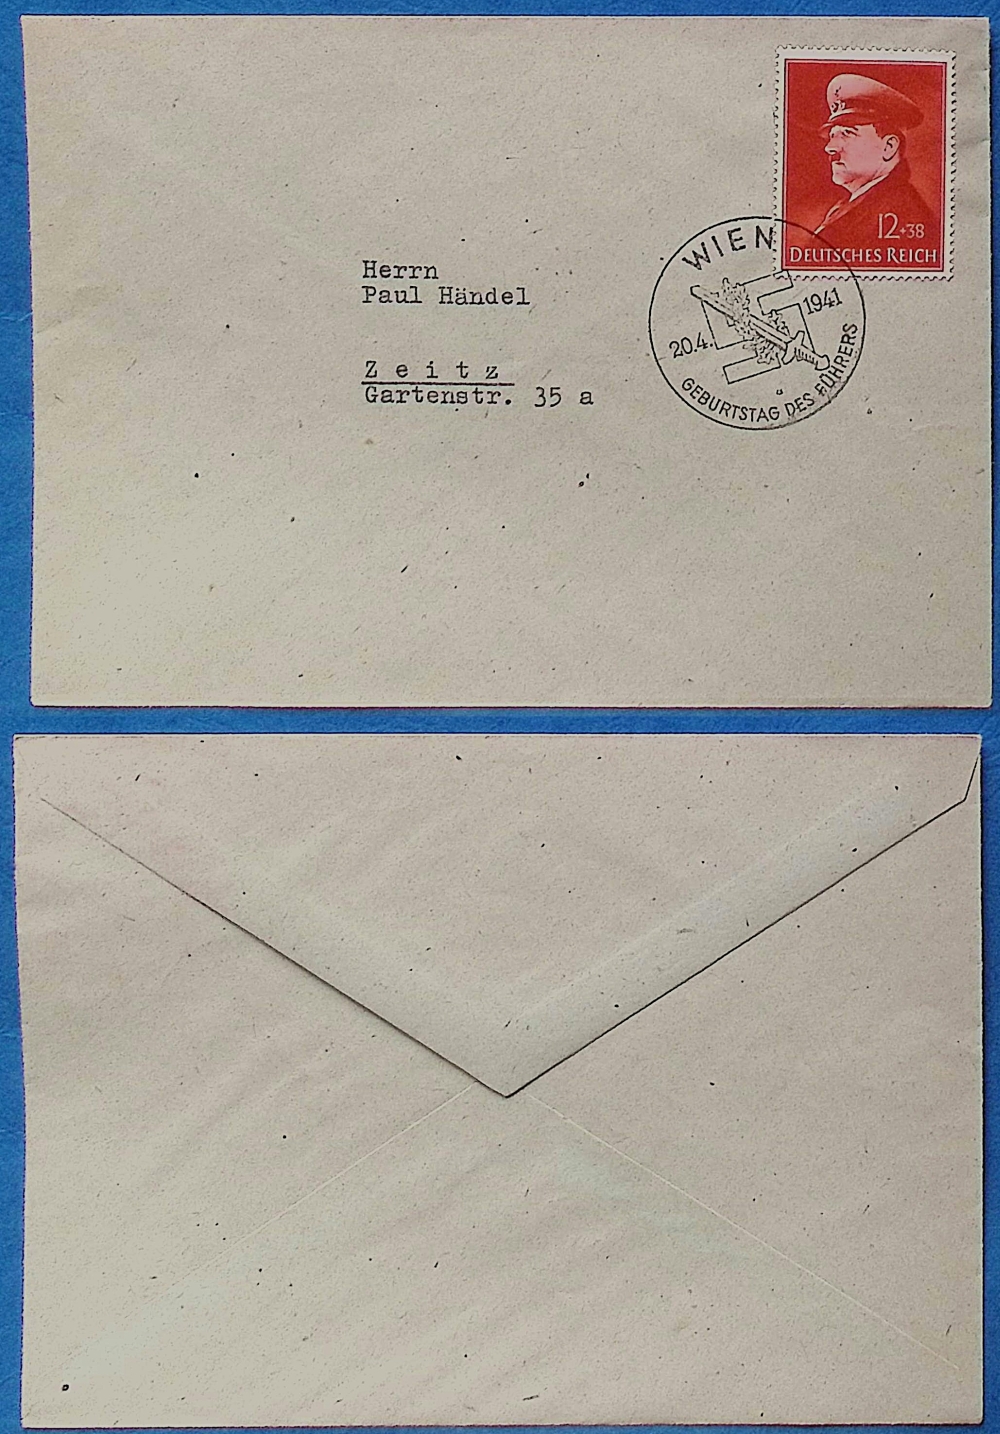 12+38
DEUTSCHES REICH
WIEN
20.4. 1941
GEBURTSTAG DES FÜHRERS
Herrn
Paul Händel
Zeitz
Gartenstr. 35 a